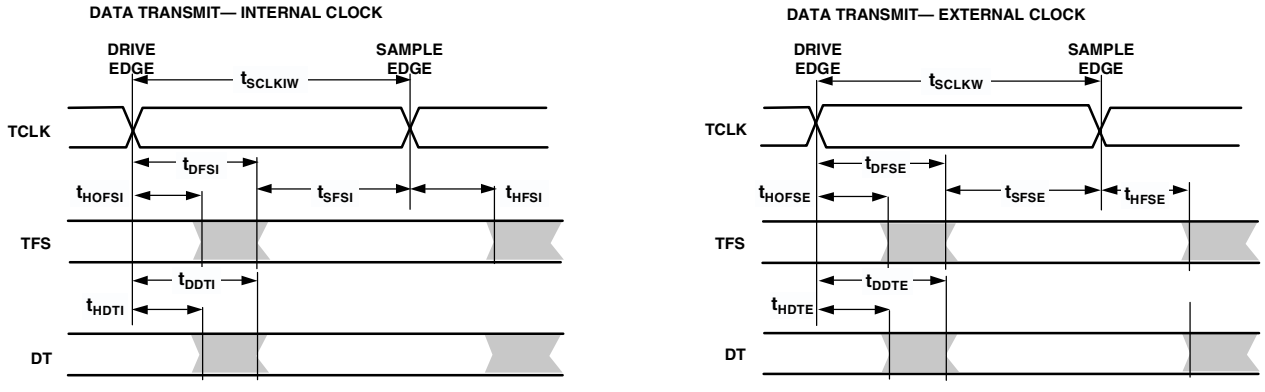 DATA TRANSMIT— INTERNAL CLOCK
DRIVE EDGE
SAMPLE EDGE
tSCLKIW
TCLK
tDFSI
tHOFSI
tSFSI
tHFSI
TFS
tDDTI
tHDTI
DT
DATA TRANSMIT— EXTERNAL CLOCK
DRIVE EDGE
SAMPLE EDGE
tSCLKW
TCLK
tDFSE
tHOFSE
tSFSE
tHFSE
TFS
tDDTE
tHDTE
DT